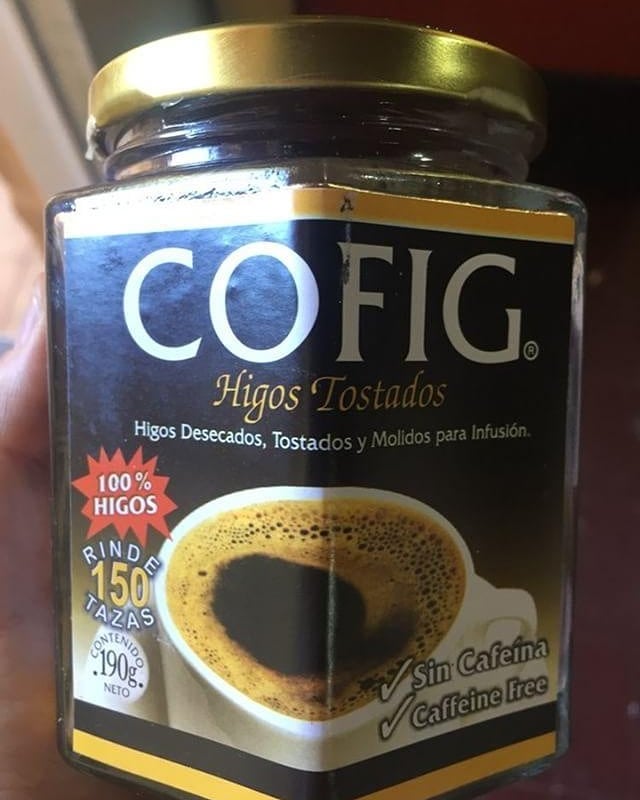 COFIG®
Higos Tostados
Higos Desecados, Tostados y Molidos para Infusión.
100%
HIGOS
RINDE
150
TAZAS
CONTENIDO
190g.
NETO
✓Sin Cafeína
✓Caffeine Free